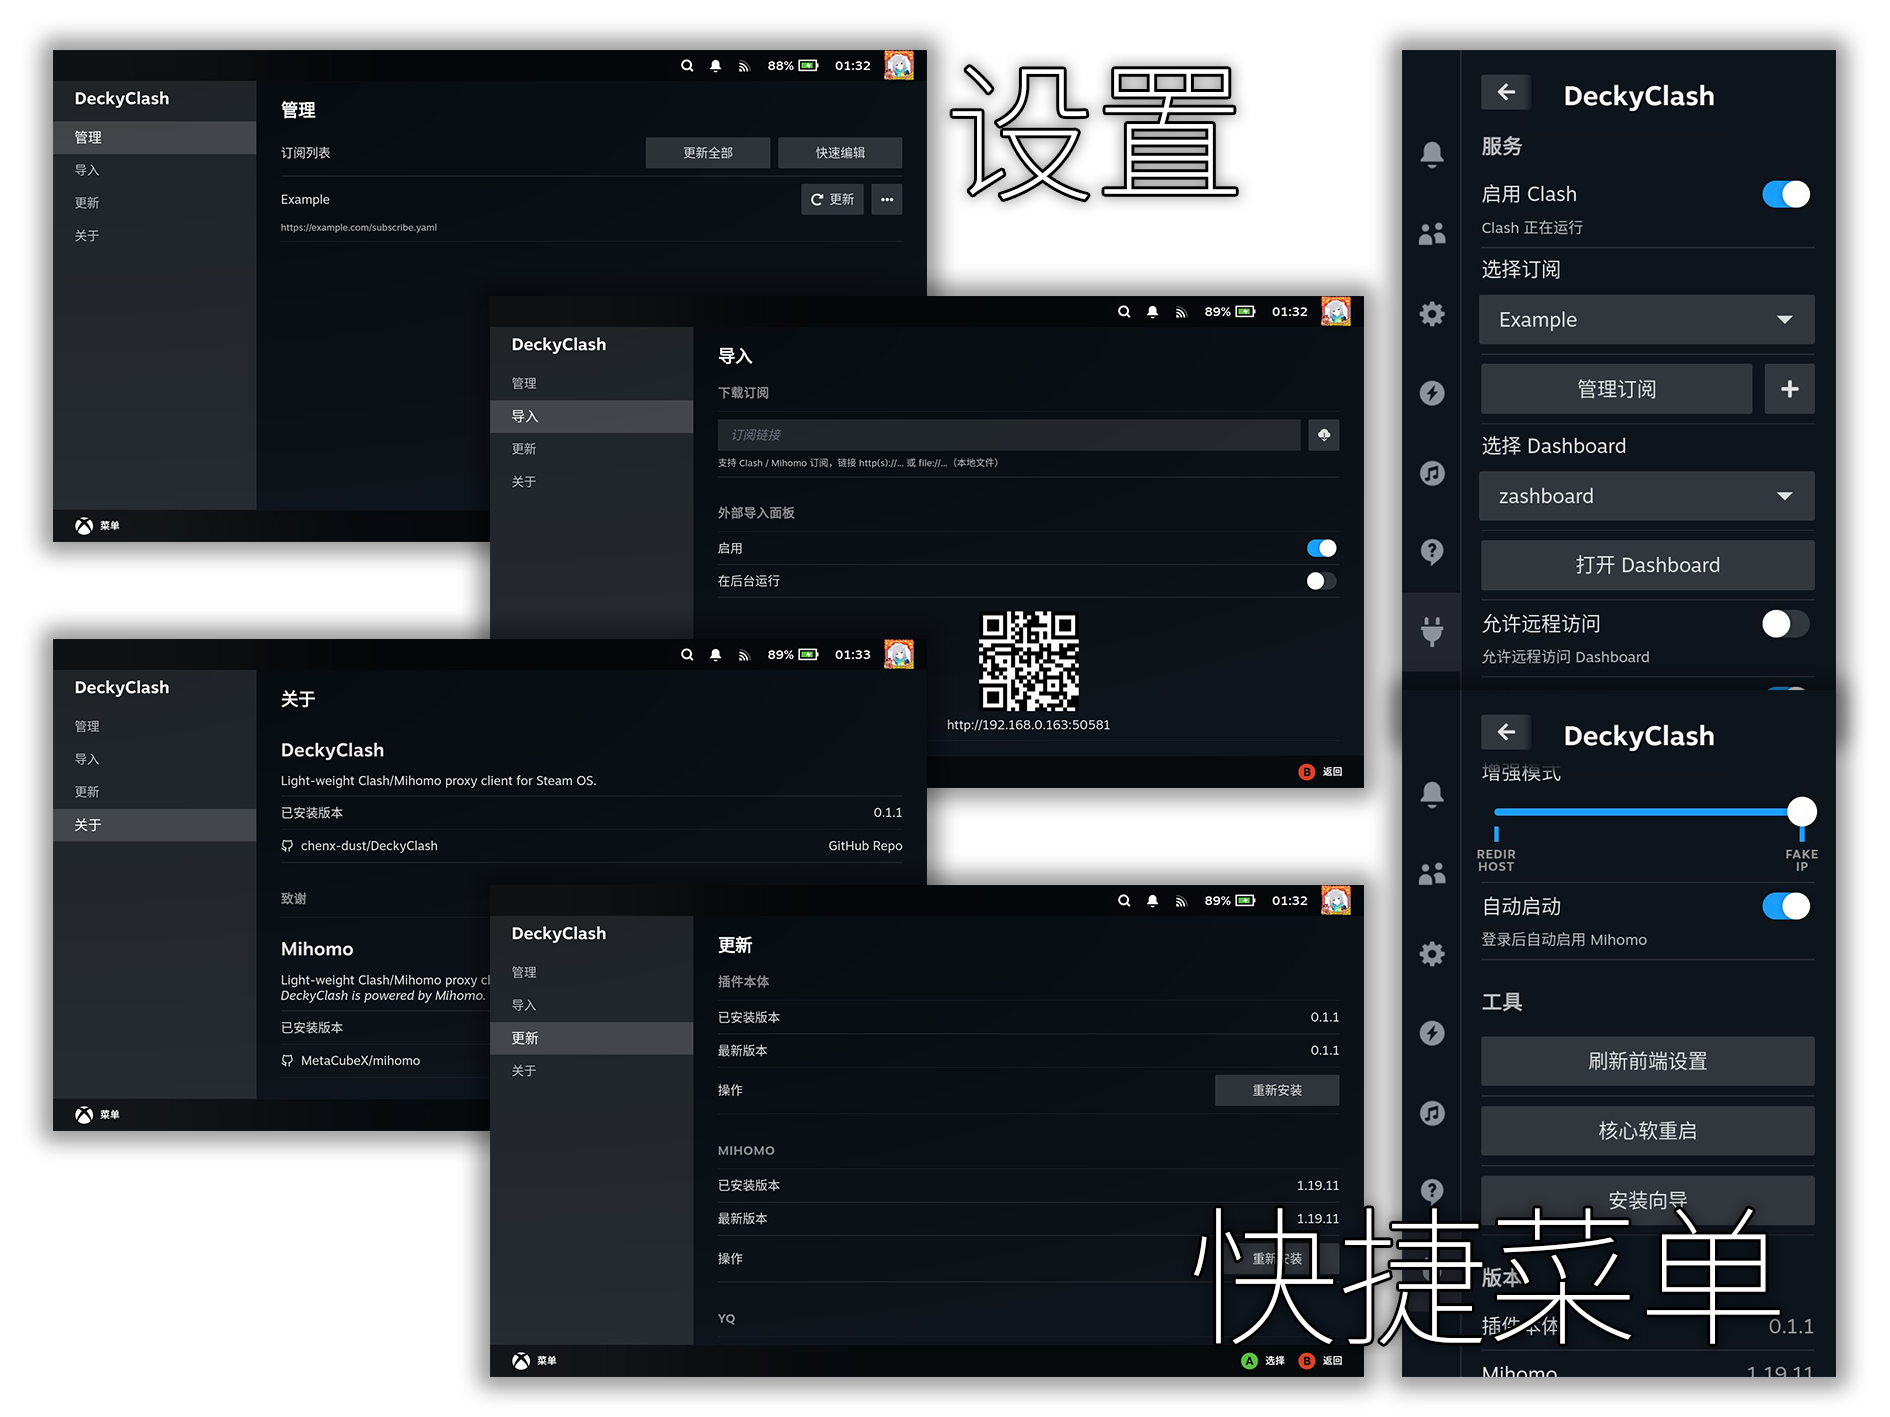 设置
88%
01:32
DeckyClash
管理
导入
更新
关于
管理
订阅列表
更新全部
快速编辑
Example
更新
https://example.com/subscribe.yaml
菜单
89%
01:32
DeckyClash
管理
导入
更新
关于
导入
下载订阅
订阅链接
支持 Clash / Mihomo 订阅，链接 http(s)://... 或 file://...（本地文件）
外部导入面板
启用
在后台运行
http://192.168.0.163:50581
B 返回
89%
01:33
DeckyClash
管理
导入
更新
关于
关于
DeckyClash
Light-weight Clash/Mihomo proxy client for Steam OS.
已安装版本
0.1.1
chenx-dust/DeckyClash
GitHub Repo
致谢
Mihomo
Light-weight Clash/Mihomo proxy cl
DeckyClash is powered by Mihomo.
已安装版本
MetaCubeX/mihomo
菜单
89%
01:32
DeckyClash
管理
导入
更新
关于
更新
插件本体
已安装版本
0.1.1
最新版本
0.1.1
操作
重新安装
MIHOMO
已安装版本
1.19.11
最新版本
1.19.11
操作
重新安装
YQ
菜单
A 选择
B 返回
DeckyClash
服务
启用 Clash
Clash 正在运行
选择订阅
Example
管理订阅
+
选择 Dashboard
zashboard
打开 Dashboard
允许远程访问
允许远程访问 Dashboard
DeckyClash
增强模式
REDIR
HOST
FAKE
IP
自动启动
登录后自动启用 Mihomo
工具
刷新前端设置
核心软重启
安装向导
版本
插件本体
0.1.1
Mihomo
1.19.11
快捷菜单